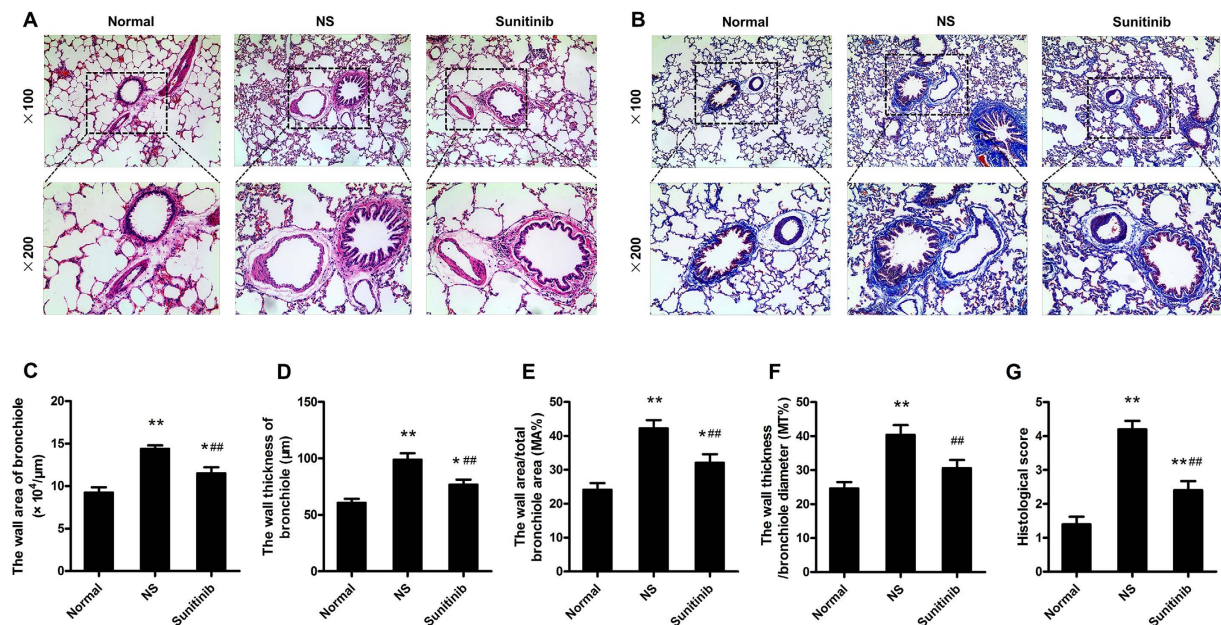 A
Normal
NS
Sunitinib
×100
×200
B
Normal
NS
Sunitinib
×100
×200
C
The wall area of bronchiole
(× 10⁴/μm)
20
15
10
5
0
**
*##
Normal
NS
Sunitinib
D
The wall thickness of
bronchiole (μm)
150
100
50
0
**
* ##
Normal
NS
Sunitinib
E
The wall area/total
bronchiole area (MA%)
50
40
30
20
10
0
**
*##
Normal
NS
Sunitinib
F
The wall thickness
/bronchiole diameter (MT%)
50
40
30
20
10
0
**
##
Normal
NS
Sunitinib
G
Histological score
5
4
3
2
1
0
**
**##
Normal
NS
Sunitinib